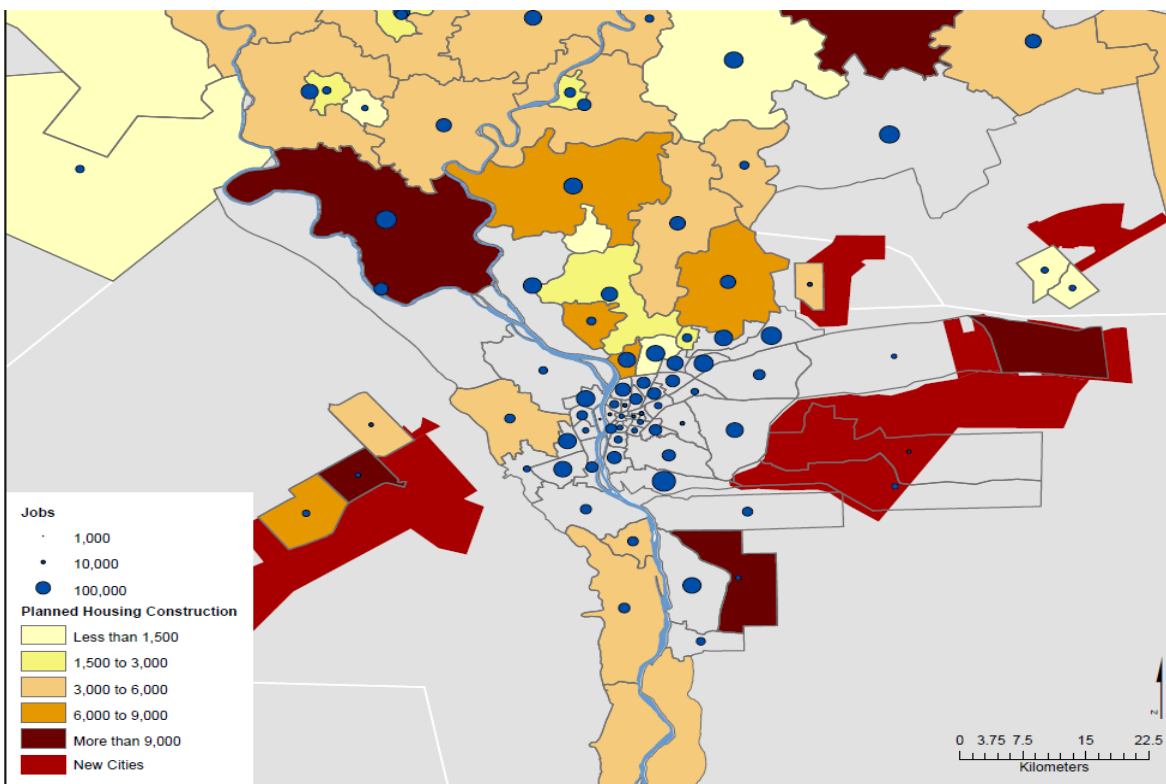 Jobs
1,000
10,000
100,000
Planned Housing Construction
Less than 1,500
1,500 to 3,000
3,000 to 6,000
6,000 to 9,000
More than 9,000
New Cities
z
0 3.75 7.5 15 22.5
Kilometers